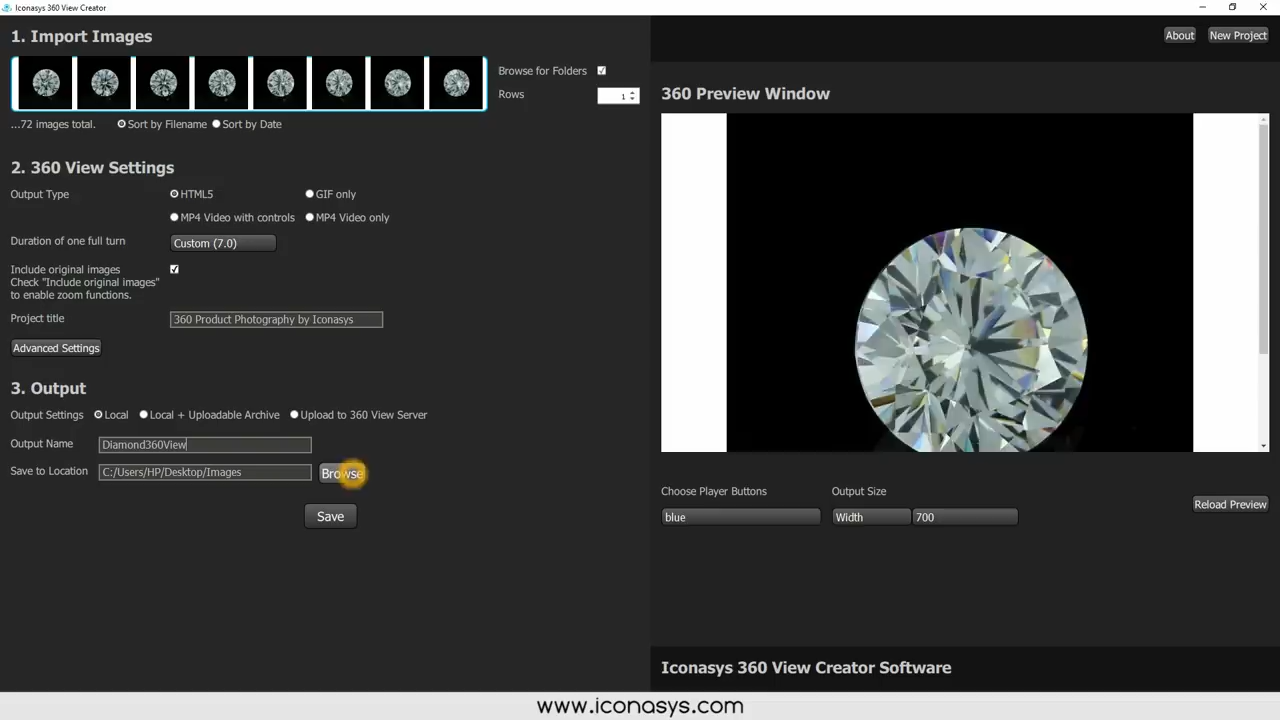 Iconasys 360 View Creator
1. Import Images
Browse for Folders
Rows
1
...72 images total.
Sort by Filename
Sort by Date
2. 360 View Settings
Output Type
HTML5
GIF only
MP4 Video with controls
MP4 Video only
Duration of one full turn
Custom (7.0)
Include original images
Check "Include original images"
to enable zoom functions.
Project title
360 Product Photography by Iconasys
Advanced Settings
3. Output
Output Settings
Local
Local + Uploadable Archive
Upload to 360 View Server
Output Name
Diamond360View
Save to Location
C:/Users/HP/Desktop/Images
Browse
Save
About
New Project
360 Preview Window
Choose Player Buttons
Output Size
blue
Width
700
Reload Preview
Iconasys 360 View Creator Software
www.iconasys.com